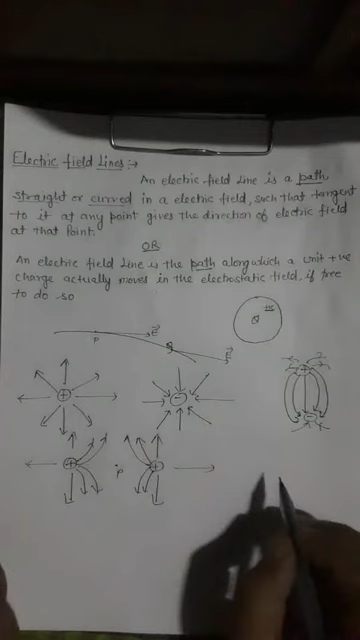 Electric field Lines :→
An electric field Line is a path
straight or curved in a electric field, such that tangent
to it at any point gives the direction of electric field
at that Point.
OR
An electric field Line is the path along which a unit +ve
charge actually moves in the electrostatic field, if free
to do so
P E
Q E
+ -
+ P +
+
-